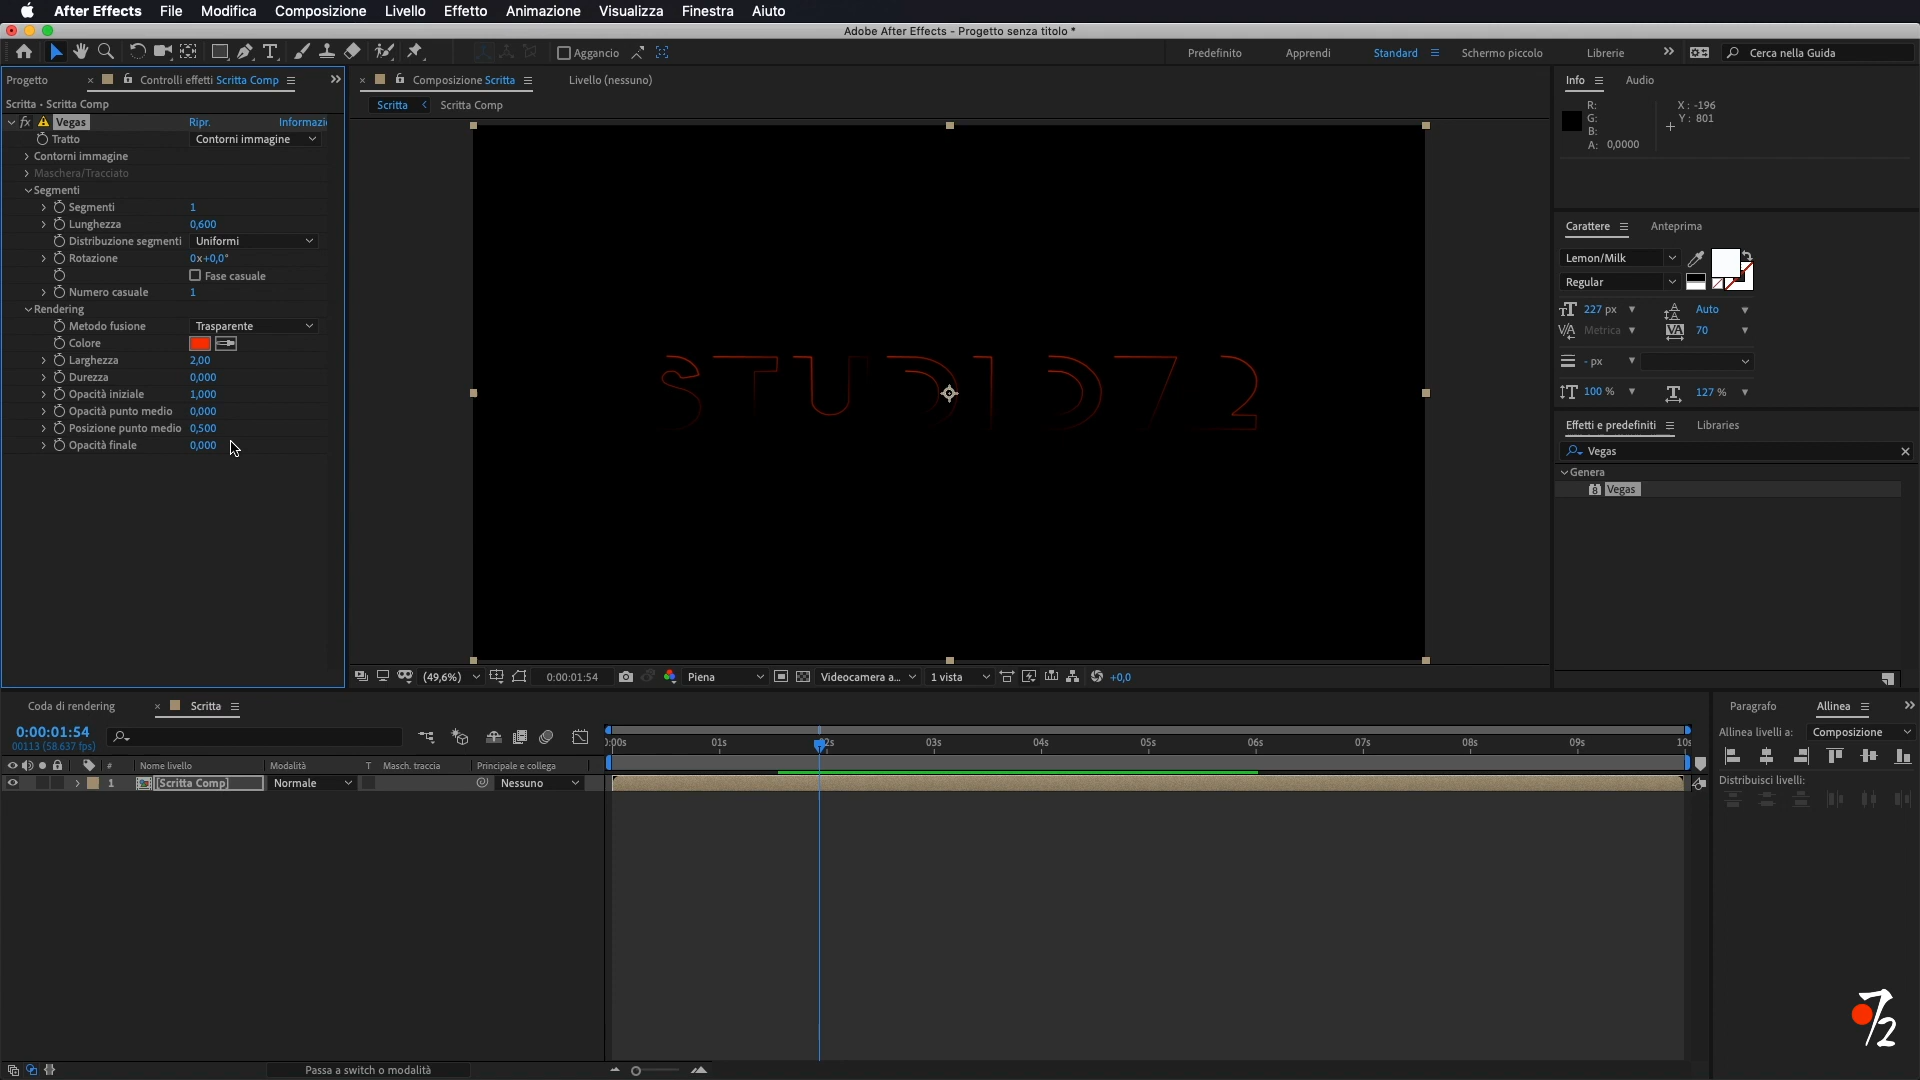 After Effects File Modifica Composizione Livello Effetto Animazione Visualizza Finestra Aiuto
Adobe After Effects - Progetto senza titolo *
Aggancio Predefinito Apprendi Standard Schermo piccolo Librerie Cerca nella Guida
Progetto Controlli effetti Scritta Comp
Composizione Scritta Livello (nessuno)
Info Audio
Scritta - Scritta Comp
Scritta Scritta Comp
fx Vegas Ripr. Informazi
Tratto Contorni immagine
Contorni immagine
Maschera/Tracciato
Segmenti
Segmenti 1
Lunghezza 0,600
Distribuzione segmenti Uniformi
Rotazione 0x+0,0°
Fase casuale
Numero casuale 1
Rendering
Metodo fusione Trasparente
Colore
Larghezza 2,00
Durezza 0,000
Opacità iniziale 1,000
Opacità punto medio 0,000
Posizione punto medio 0,500
Opacità finale 0,000
STUDIO72
(49,6%) 0:00:01:54 Piena Videocamera a... 1 vista +0,0
R: X: -196
G: Y: 801
B:
A: 0,0000
Carattere Anteprima
Lemon/Milk
Regular
227 px Auto
Metrica 70
- px
100 % 127 %
Effetti e predefiniti Libraries
Vegas
Genera
Vegas
Coda di rendering Scritta
0:00:01:54
00113 (58.637 fps)
):00s 01s 02s 03s 04s 05s 06s 07s 08s 09s 10s
# Nome livello Modalità T Masch. traccia Principale e collega
1 [Scritta Comp] Normale Nessuno
Passa a switch o modalità
Paragrafo Allinea
Allinea livelli a: Composizione
Distribuisci livelli:
72